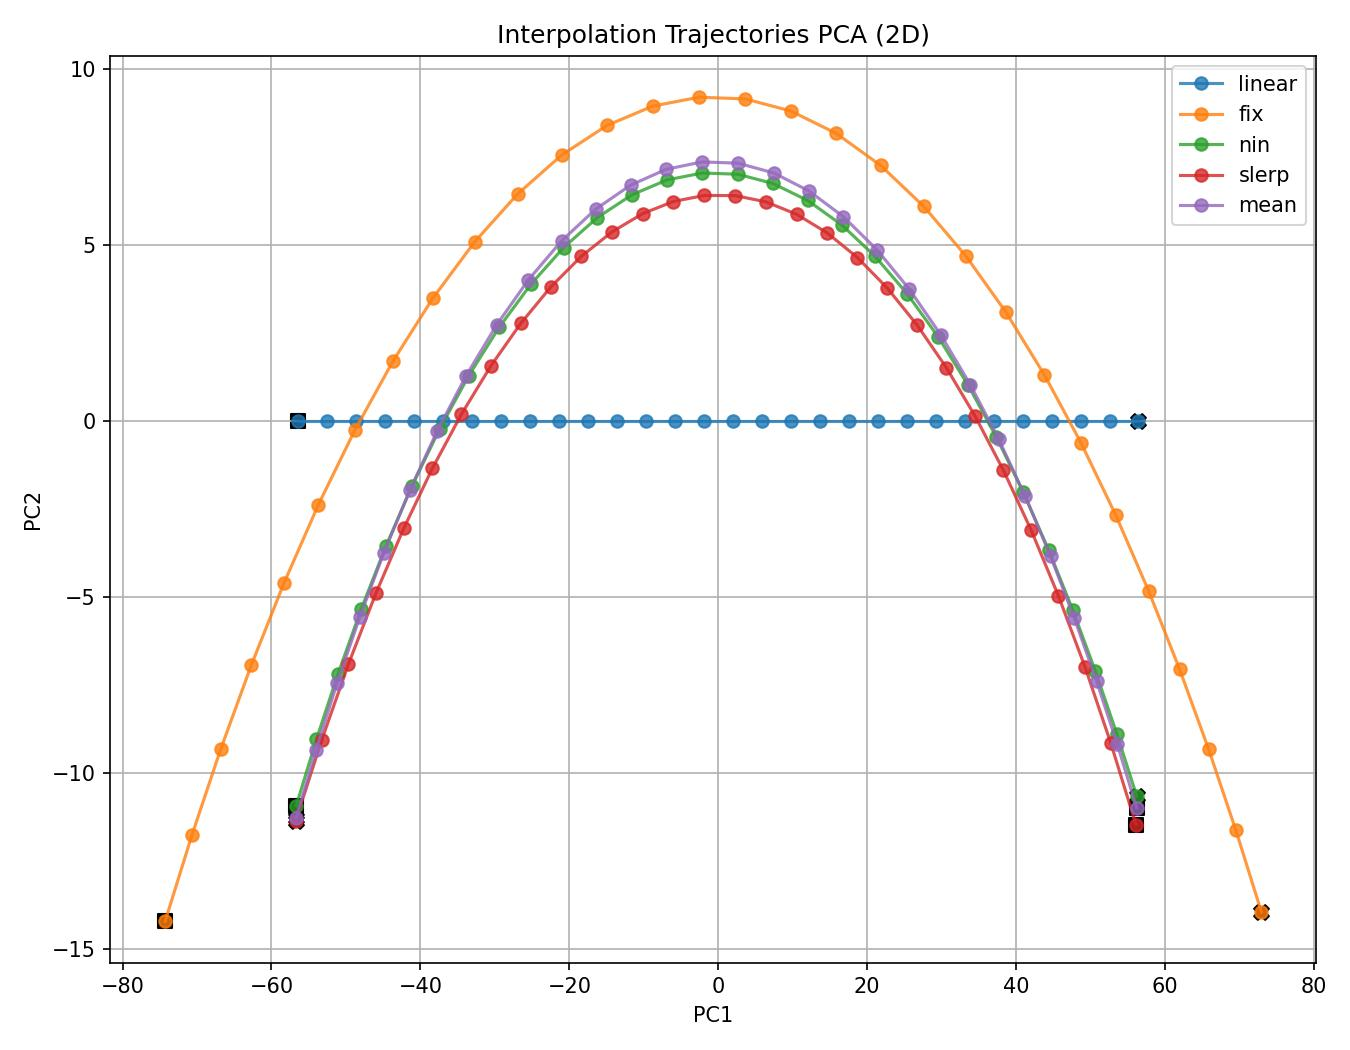 Interpolation Trajectories PCA (2D)
linear
fix
nin
slerp
mean
10
5
0
−5
−10
−15
PC2
−80 −60 −40 −20 0 20 40 60 80
PC1